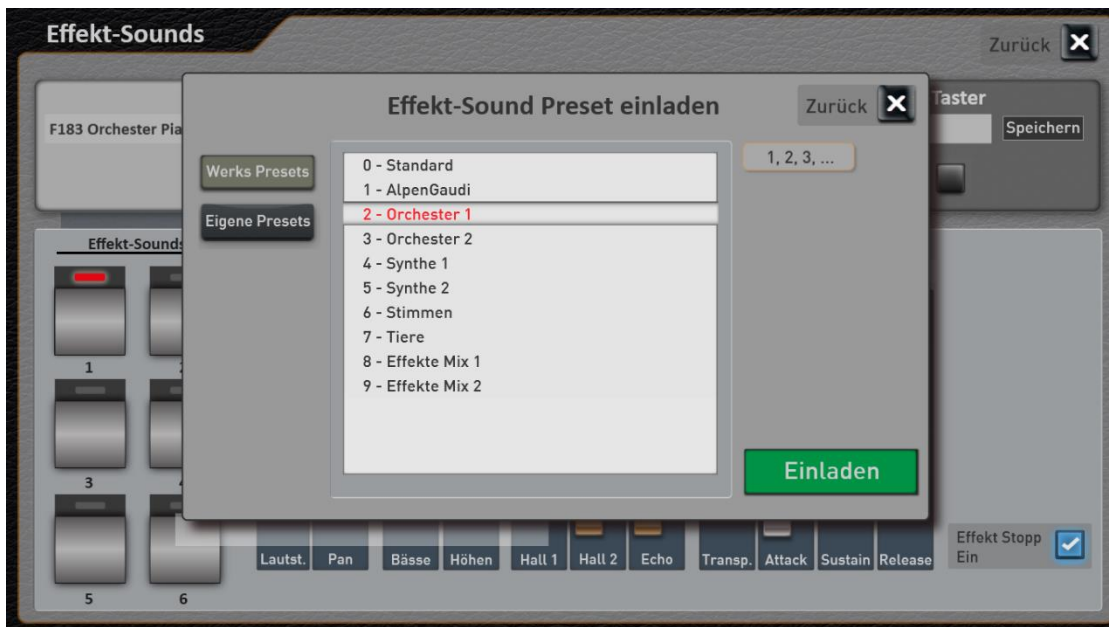 Effekt-Sounds
Zurück
Effekt-Sound Preset einladen
Zurück
Taster
F183 Orchester Pia
Speichern
Werks Presets
Eigene Presets
0 - Standard
1 - AlpenGaudi
2 - Orchester 1
3 - Orchester 2
4 - Synthe 1
5 - Synthe 2
6 - Stimmen
7 - Tiere
8 - Effekte Mix 1
9 - Effekte Mix 2
1, 2, 3, ...
Einladen
Effekt-Sounds
1
3
5
6
Lautst. Pan Bässe Höhen Hall 1 Hall 2 Echo Transp. Attack Sustain Release
Effekt Stopp
Ein